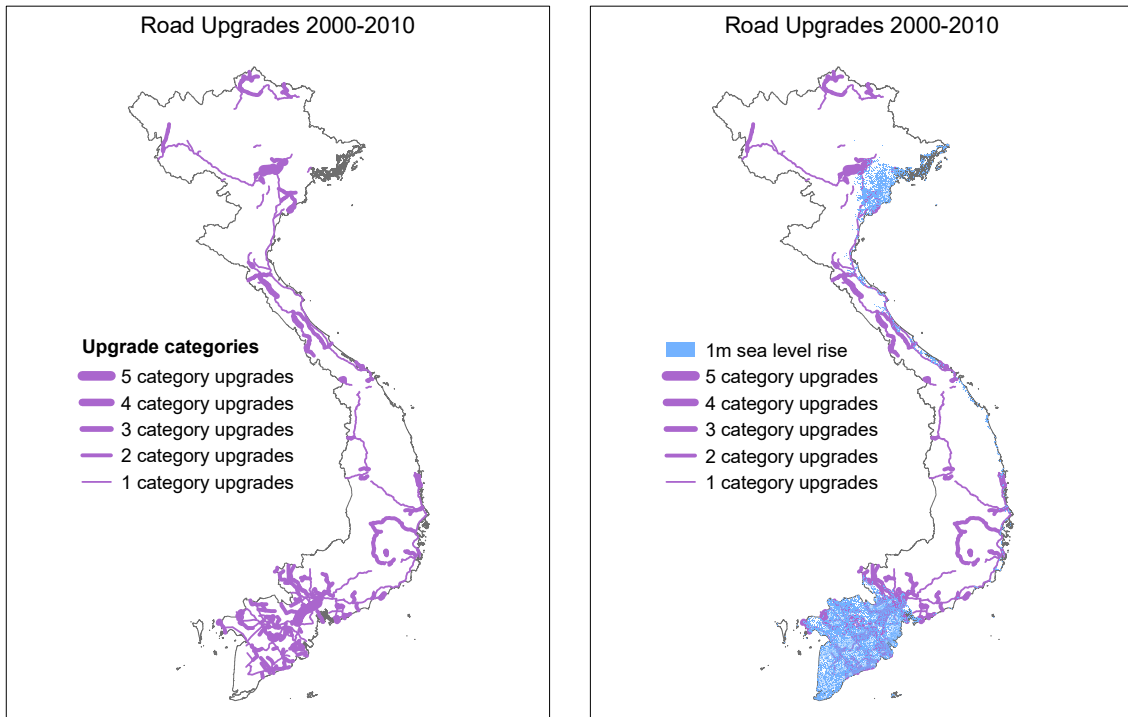 Road Upgrades 2000-2010
Upgrade categories
5 category upgrades
4 category upgrades
3 category upgrades
2 category upgrades
1 category upgrades
Road Upgrades 2000-2010
1m sea level rise
5 category upgrades
4 category upgrades
3 category upgrades
2 category upgrades
1 category upgrades